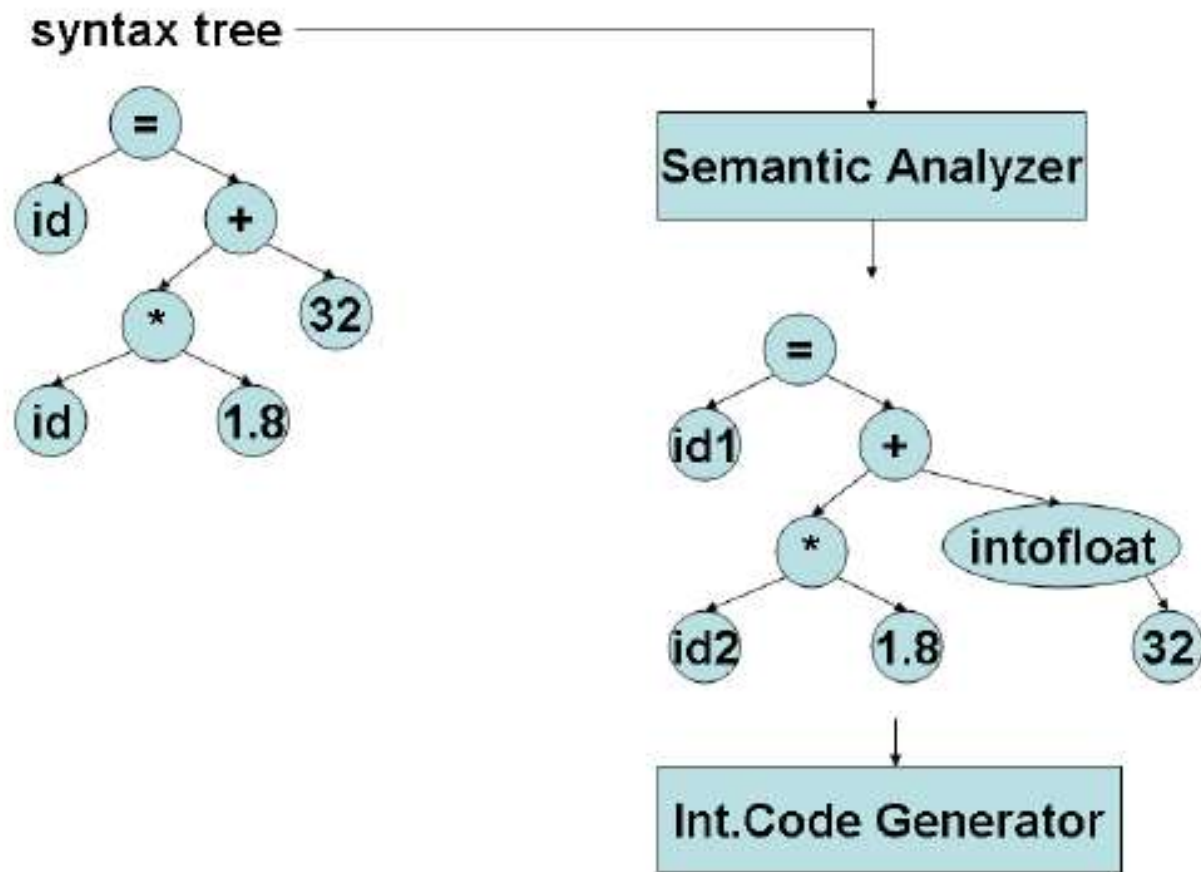 syntax tree
=
id
+
*
32
id
1.8
Semantic Analyzer
=
id1
+
*
intofloat
id2
1.8
32
Int.Code Generator